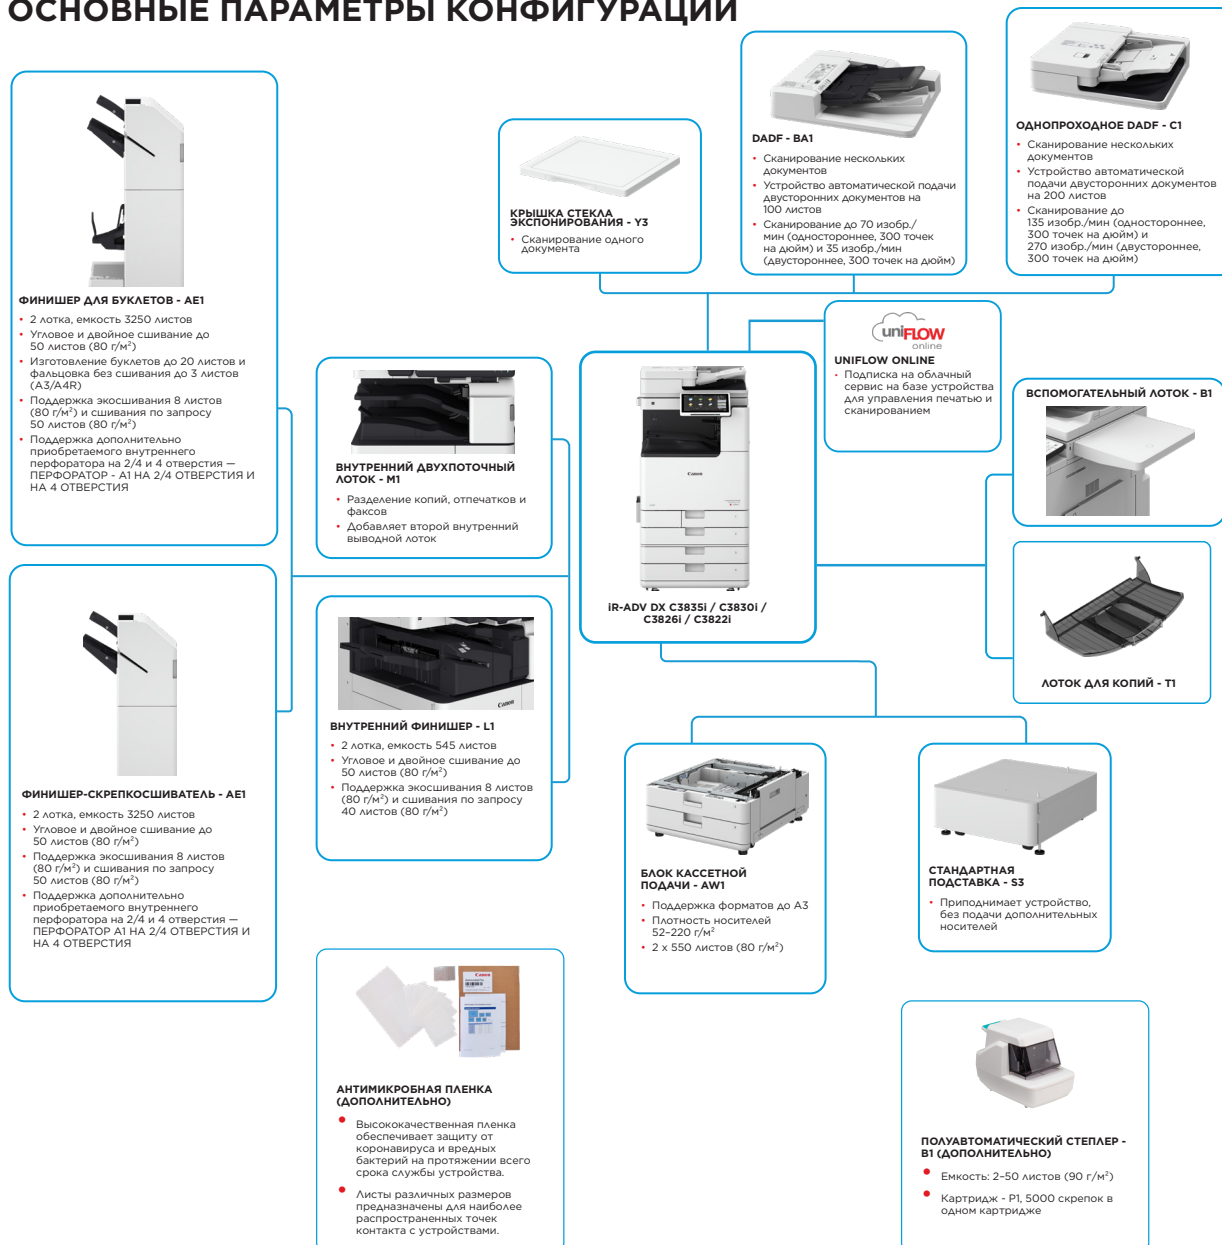 ОСНОВНЫЕ ПАРАМЕТРЫ КОНФИГУРАЦИИ
ФИНИШЕР ДЛЯ БУКЛЕТОВ - AE1
• 2 лотка, емкость 3250 листов
• Угловое и двойное сшивание до
50 листов (80 г/м²)
• Изготовление буклетов до 20 листов и
фальцовка без сшивания до 3 листов
(A3/A4R)
• Поддержка экосшивания 8 листов
(80 г/м²) и сшивания по запросу
50 листов (80 г/м²)
• Поддержка дополнительно
приобретаемого внутреннего
перфоратора на 2/4 и 4 отверстия —
ПЕРФОРАТОР - A1 НА 2/4 ОТВЕРСТИЯ И
НА 4 ОТВЕРСТИЯ
ФИНИШЕР-СКРЕПКОСШИВАТЕЛЬ - AE1
• 2 лотка, емкость 3250 листов
• Угловое и двойное сшивание до
50 листов (80 г/м²)
• Поддержка экосшивания 8 листов
(80 г/м²) и сшивания по запросу
50 листов (80 г/м²)
• Поддержка дополнительно
приобретаемого внутреннего
перфоратора на 2/4 и 4 отверстия —
ПЕРФОРАТОР A1 НА 2/4 ОТВЕРСТИЯ И
НА 4 ОТВЕРСТИЯ
КРЫШКА СТЕКЛА
ЭКСПОНИРОВАНИЯ - Y3
• Сканирование одного
документа
DADF - BA1
• Сканирование нескольких
документов
• Устройство автоматической подачи
двусторонних документов на
100 листов
• Сканирование до 70 изобр./
мин (одностороннее, 300 точек
на дюйм) и 35 изобр./мин
(двустороннее, 300 точек на дюйм)
ОДНОПРОХОДНОЕ DADF - C1
• Сканирование нескольких
документов
• Устройство автоматической
подачи двусторонних документов
на 200 листов
• Сканирование до
135 изобр./мин (одностороннее,
300 точек на дюйм) и
270 изобр./мин (двустороннее,
300 точек на дюйм)
uniFLOW
online
UNIFLOW ONLINE
• Подписка на облачный
сервис на базе устройства
для управления печатью и
сканированием
ВНУТРЕННИЙ ДВУХПОТОЧНЫЙ
ЛОТОК - M1
• Разделение копий, отпечатков и
факсов
• Добавляет второй внутренний
выводной лоток
Canon
iR-ADV DX C3835i / C3830i /
C3826i / C3822i
ВСПОМОГАТЕЛЬНЫЙ ЛОТОК - B1
ЛОТОК ДЛЯ КОПИЙ - T1
Canon
ВНУТРЕННИЙ ФИНИШЕР - L1
• 2 лотка, емкость 545 листов
• Угловое и двойное сшивание до
50 листов (80 г/м²)
• Поддержка экосшивания 8 листов
(80 г/м²) и сшивания по запросу
40 листов (80 г/м²)
БЛОК КАССЕТНОЙ
ПОДАЧИ - AW1
• Поддержка форматов до A3
• Плотность носителей
52–220 г/м²
• 2 x 550 листов (80 г/м²)
СТАНДАРТНАЯ
ПОДСТАВКА - S3
• Приподнимает устройство,
без подачи дополнительных
носителей
Canon
АНТИМИКРОБНАЯ ПЛЕНКА
(ДОПОЛНИТЕЛЬНО)
• Высококачественная пленка
обеспечивает защиту от
коронавируса и вредных
бактерий на протяжении всего
срока службы устройства.
• Листы различных размеров
предназначены для наиболее
распространенных точек
контакта с устройствами.
ПОЛУАВТОМАТИЧЕСКИЙ СТЕПЛЕР -
B1 (ДОПОЛНИТЕЛЬНО)
• Емкость: 2–50 листов (90 г/м²)
• Картридж - P1, 5000 скрепок в
одном картридже